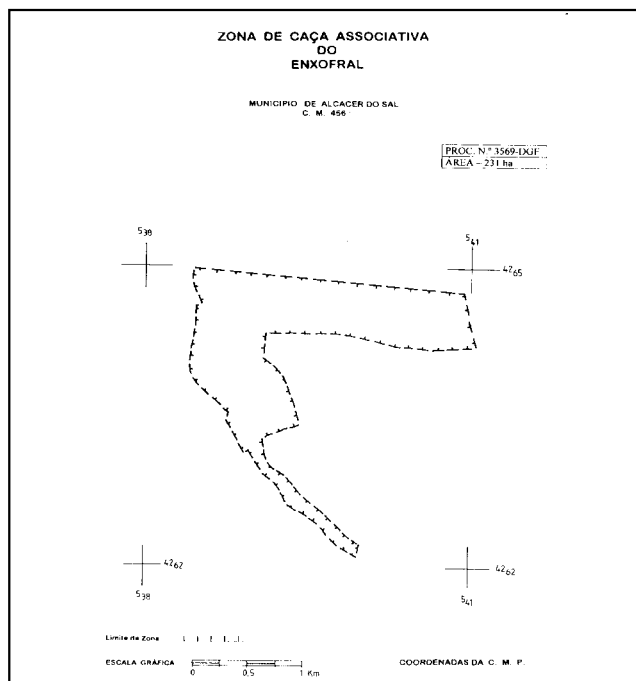 ZONA DE CAÇA ASSOCIATIVA
DO
ENXOFRAL
MUNICIPIO DE ALCACER DO SAL
C. M. 456
PROC. N.º 3569-DGF
ÁREA – 231 ha
538
541
4265
4262
4262
538
541
Limite da Zona
ESCALA GRÁFICA
0 0,5 1 Km
COORDENADAS DA C. M. P.